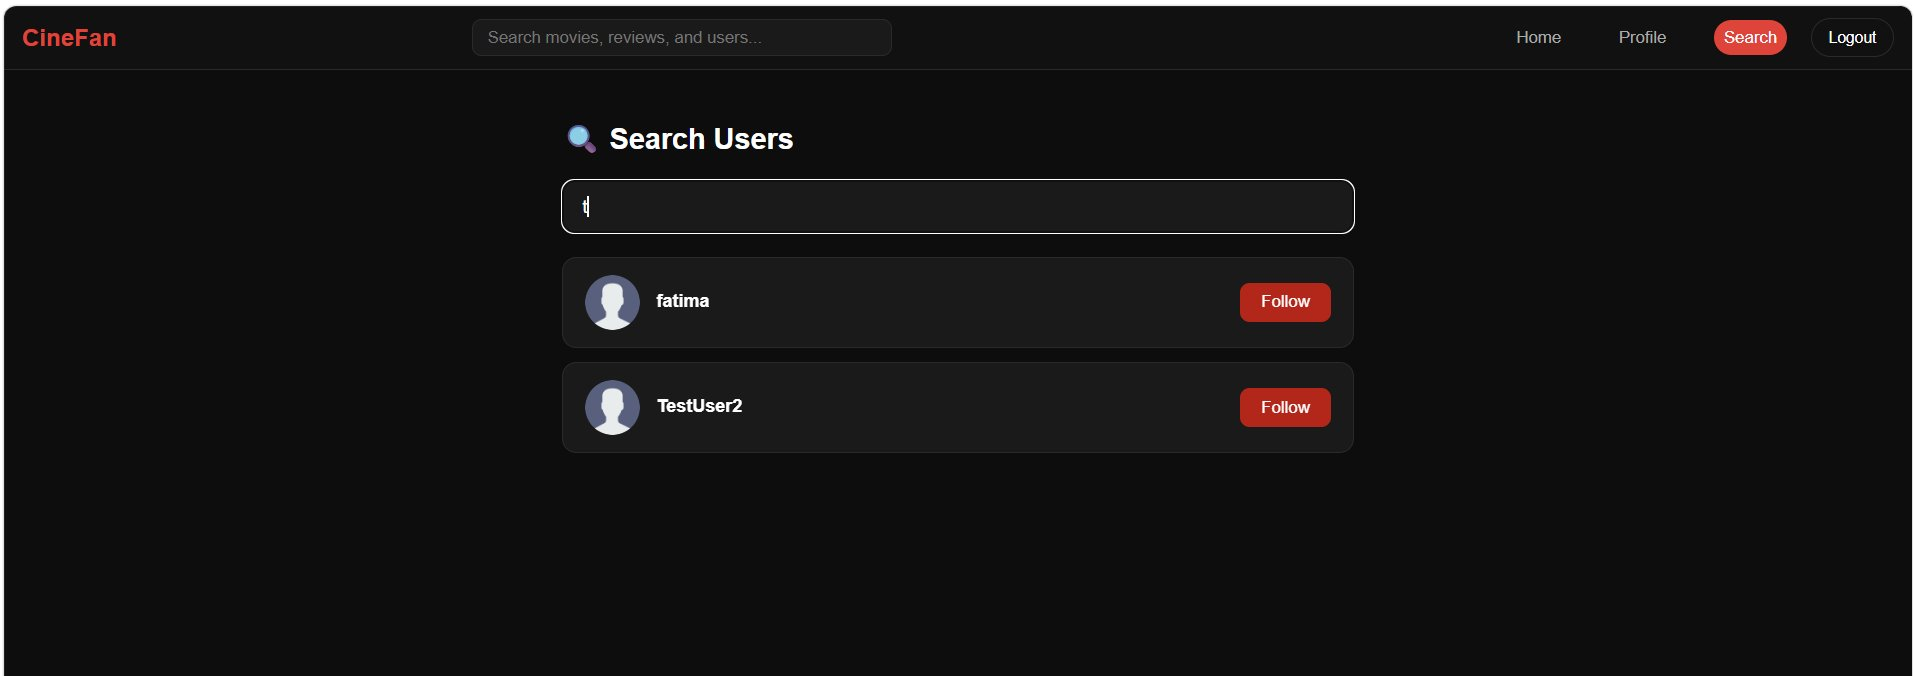 CineFan
Search movies, reviews, and users...
Home
Profile
Search
Logout
Search Users
t
fatima
Follow
TestUser2
Follow